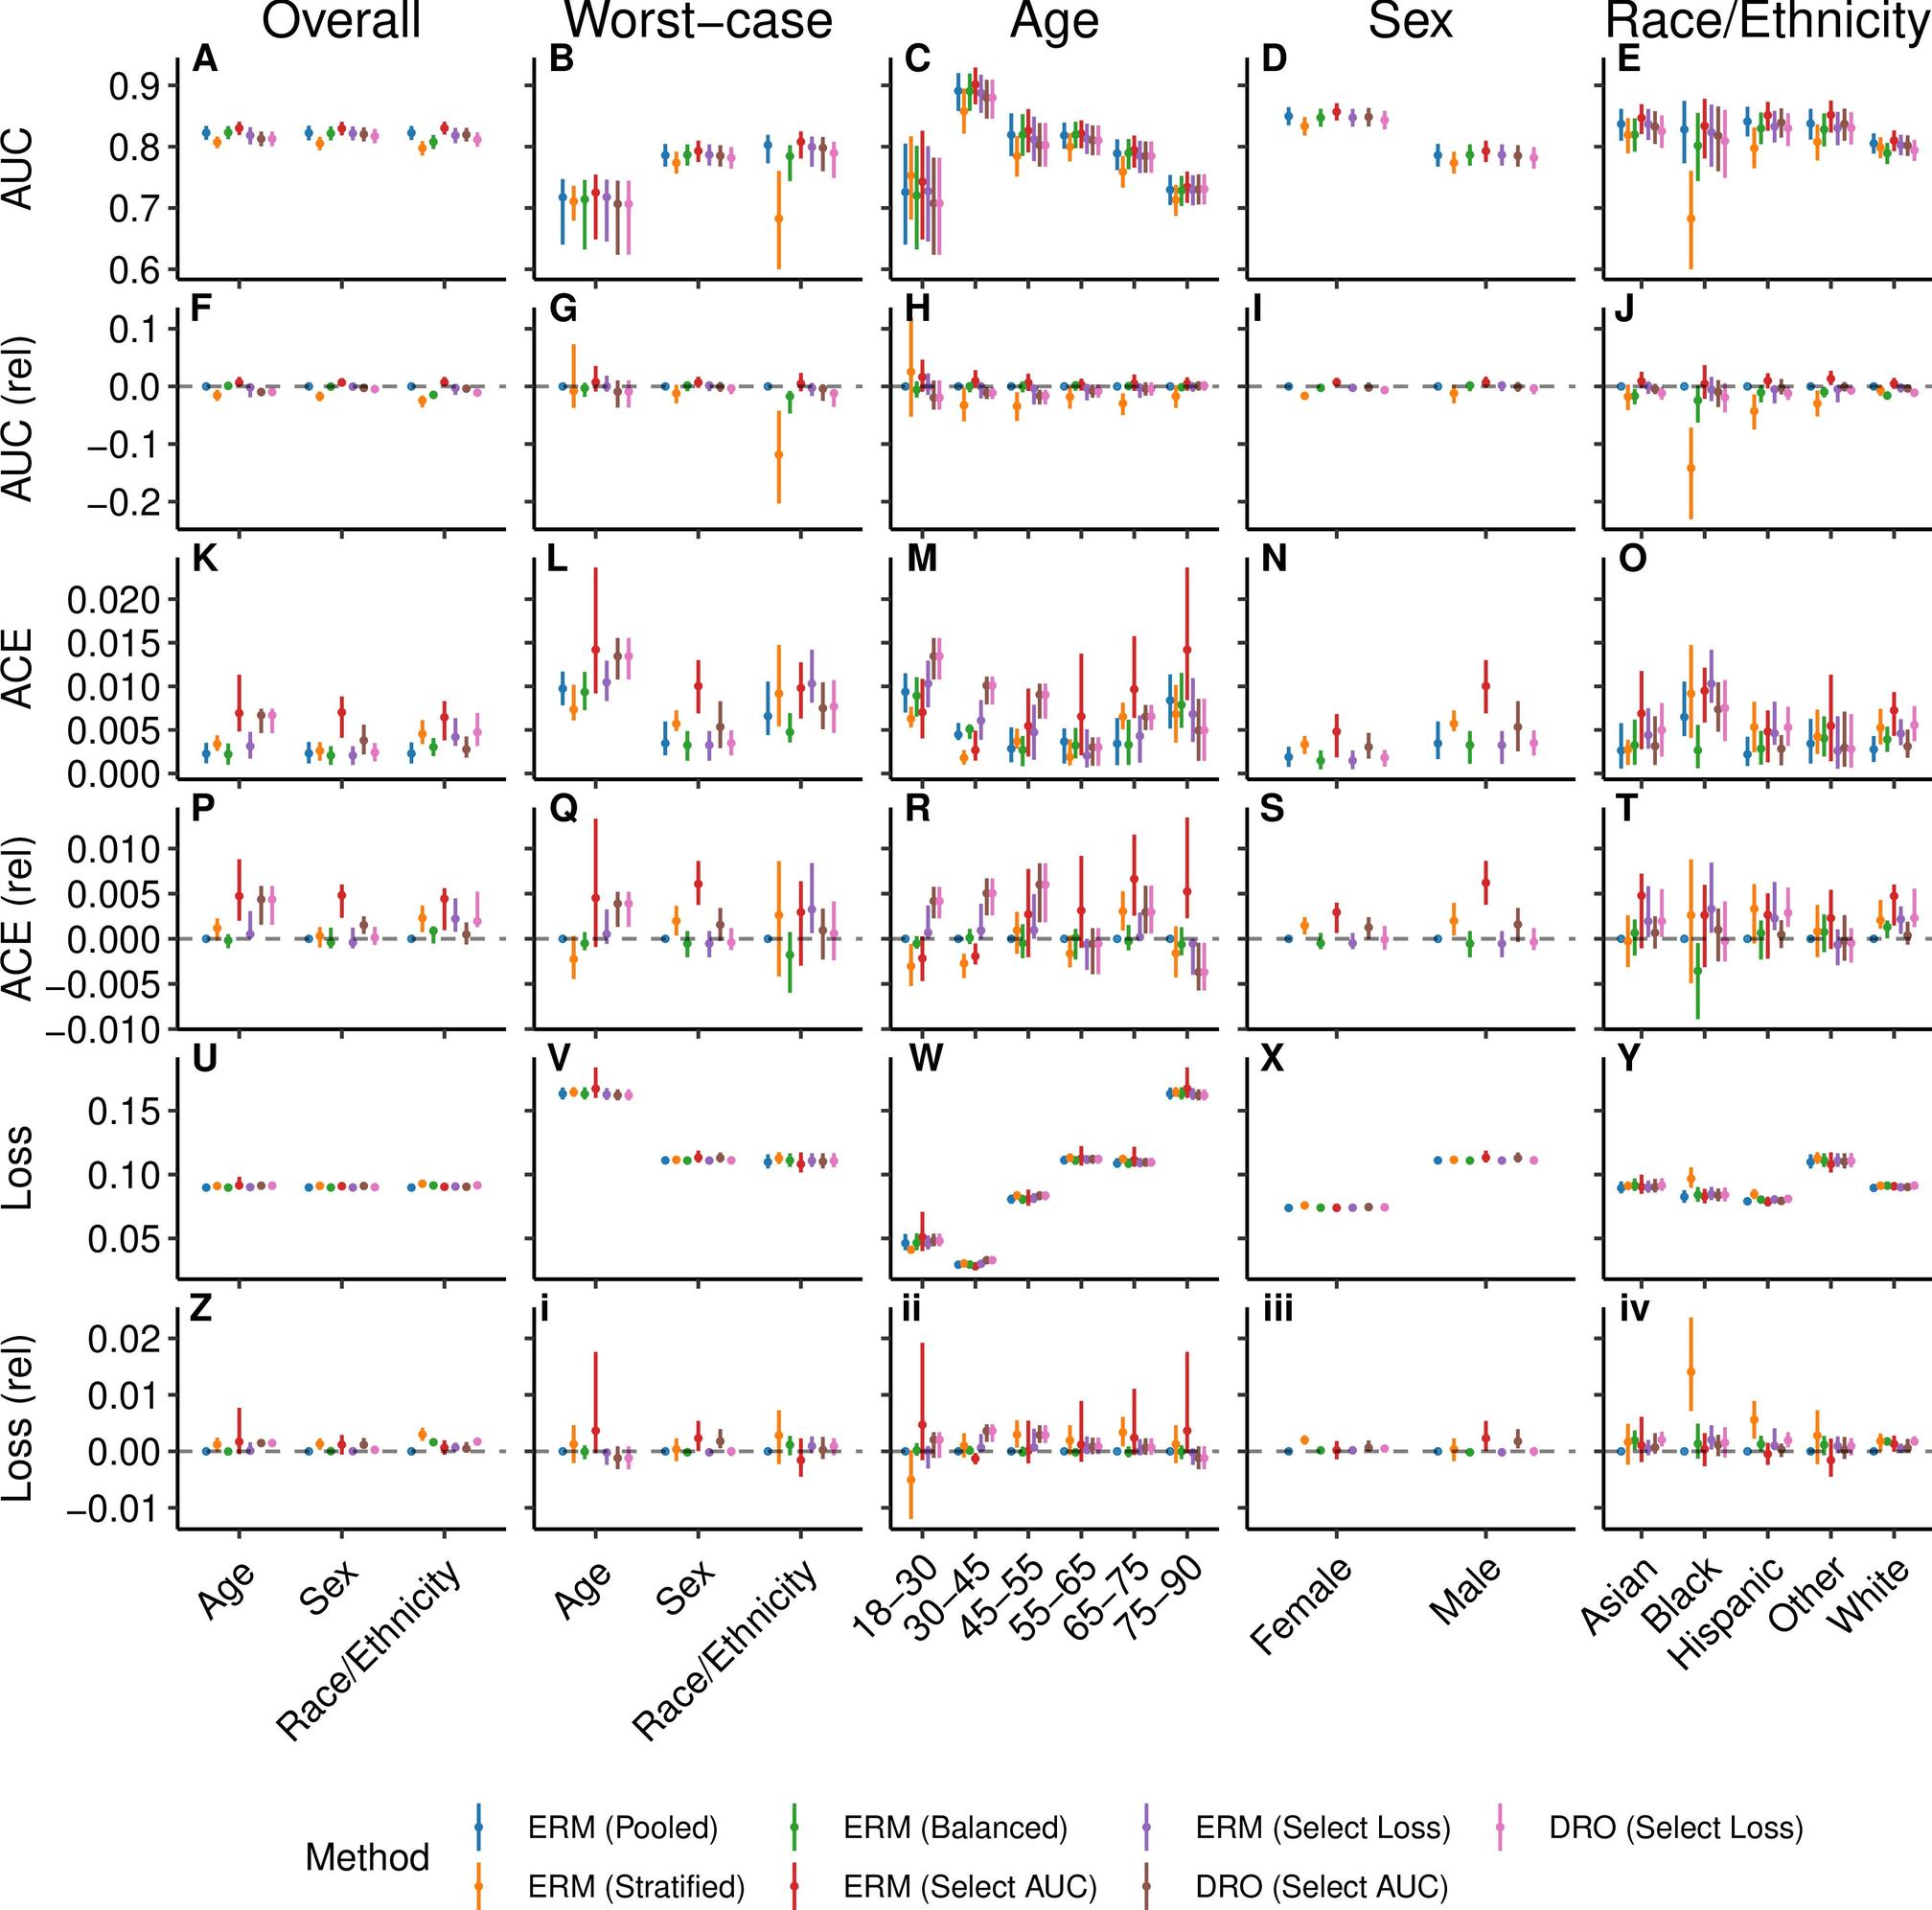 Overall Worst−case Age Sex Race/Ethnicity
A B C D E
AUC
0.9
0.8
0.7
0.6
F G H I J
AUC (rel)
0.1
0.0
−0.1
−0.2
K L M N O
ACE
0.020
0.015
0.010
0.005
0.000
P Q R S T
ACE (rel)
0.010
0.005
0.000
−0.005
−0.010
U V W X Y
Loss
0.15
0.10
0.05
Z i ii iii iv
Loss (rel)
0.02
0.01
0.00
−0.01
Age Sex Race/Ethnicity Age Sex Race/Ethnicity 18−30 30−45 45−55 55−65 65−75 75−90 Female Male Asian Black Hispanic Other White
Method
ERM (Pooled) ERM (Balanced) ERM (Select Loss) DRO (Select Loss)
ERM (Stratified) ERM (Select AUC) DRO (Select AUC)